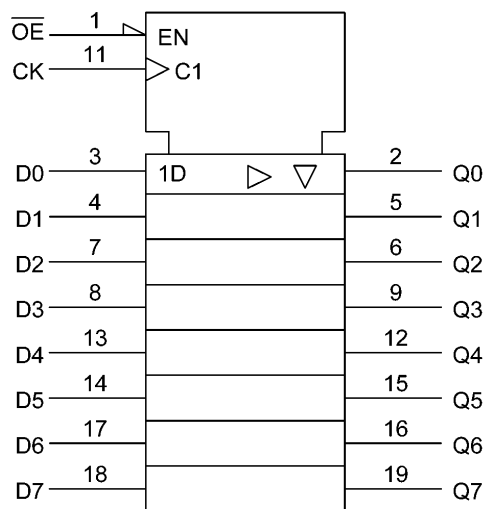 O̅E̅ 1 EN
CK 11 C1
D0 3 1D 2 Q0
D1 4 5 Q1
D2 7 6 Q2
D3 8 9 Q3
D4 13 12 Q4
D5 14 15 Q5
D6 17 16 Q6
D7 18 19 Q7